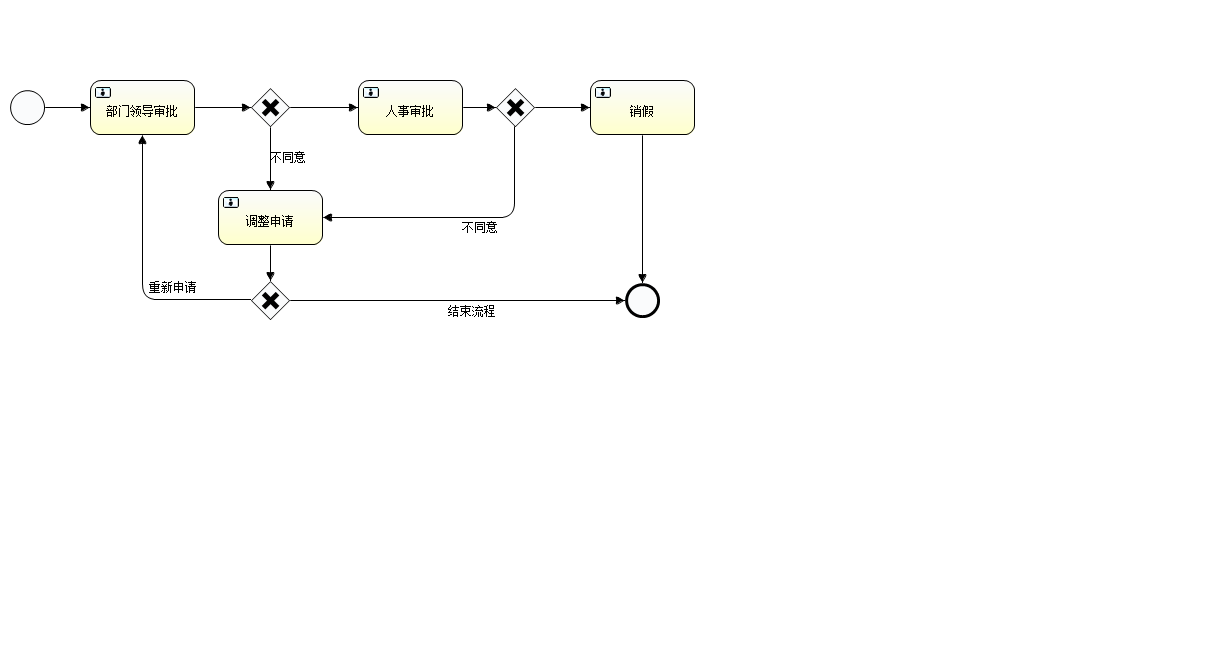 部门领导审批
人事审批
销假
不同意
调整申请
不同意
重新申请
结束流程